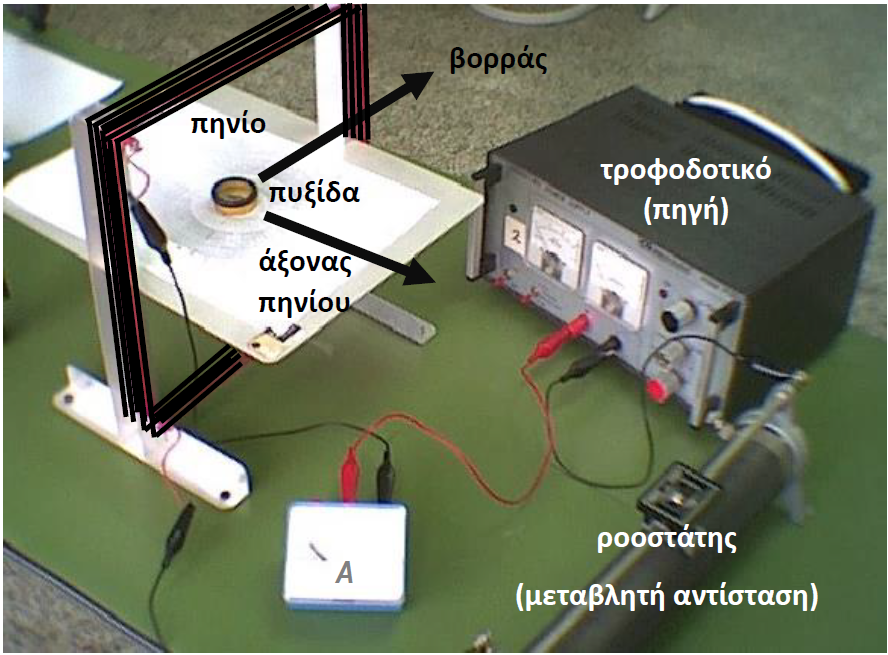 βορράς
πηνίο
τροφοδοτικό
(πηγή)
πυξίδα
άξονας
πηνίου
2
A
ροοστάτης
(μεταβλητή αντίσταση)